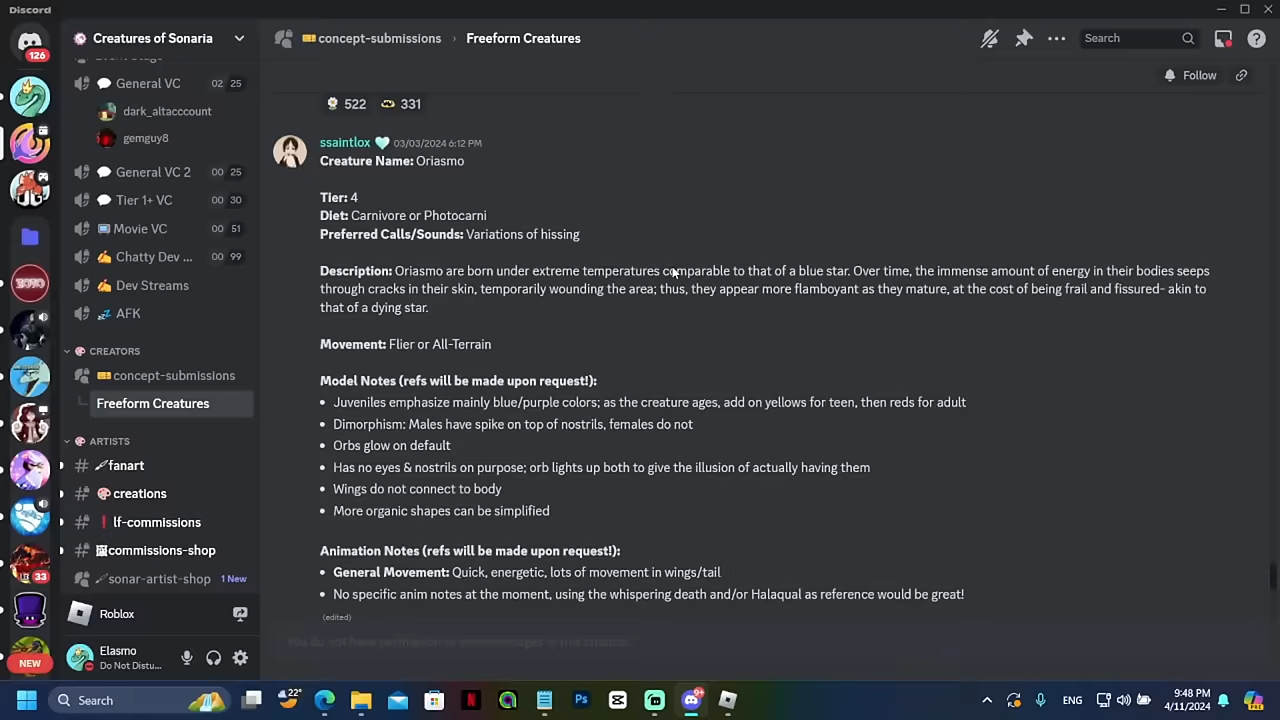 Discord
Creatures of Sonaria
concept-submissions › Freeform Creatures
Search
Follow
126
General VC 02 25
dark_altacccount
gemguy8
General VC 2 00 25
Tier 1+ VC 00 30
Movie VC 00 51
Chatty Dev ... 00 99
Dev Streams
AFK
CREATORS
concept-submissions
Freeform Creatures
ARTISTS
fanart
creations
lf-commissions
commissions-shop
sonar-artist-shop 1 New
33
NEW
Roblox
Elasmo
Do Not Distu...
522 331
ssaintlox 03/03/2024 6:12 PM
Creature Name: Oriasmo
Tier: 4
Diet: Carnivore or Photocarni
Preferred Calls/Sounds: Variations of hissing
Description: Oriasmo are born under extreme temperatures comparable to that of a blue star. Over time, the immense amount of energy in their bodies seeps
through cracks in their skin, temporarily wounding the area; thus, they appear more flamboyant as they mature, at the cost of being frail and fissured- akin to
that of a dying star.
Movement: Flier or All-Terrain
Model Notes (refs will be made upon request!):
• Juveniles emphasize mainly blue/purple colors; as the creature ages, add on yellows for teen, then reds for adult
• Dimorphism: Males have spike on top of nostrils, females do not
• Orbs glow on default
• Has no eyes & nostrils on purpose; orb lights up both to give the illusion of actually having them
• Wings do not connect to body
• More organic shapes can be simplified
Animation Notes (refs will be made upon request!):
• General Movement: Quick, energetic, lots of movement in wings/tail
• No specific anim notes at the moment, using the whispering death and/or Halaqual as reference would be great!
(edited)
Search
22°
9+
ENG
9:48 PM
4/11/2024